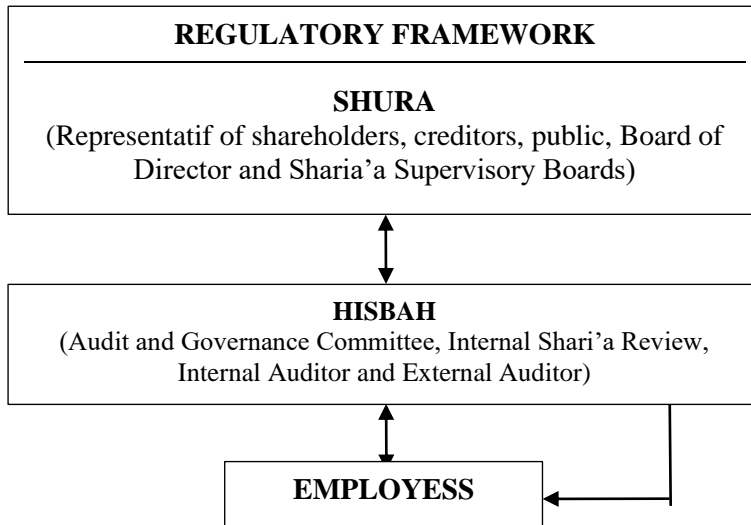 REGULATORY FRAMEWORK
SHURA
(Representatif of shareholders, creditors, public, Board of
Director and Sharia’a Supervisory Boards)
HISBAH
(Audit and Governance Committee, Internal Shari’a Review,
Internal Auditor and External Auditor)
EMPLOYESS